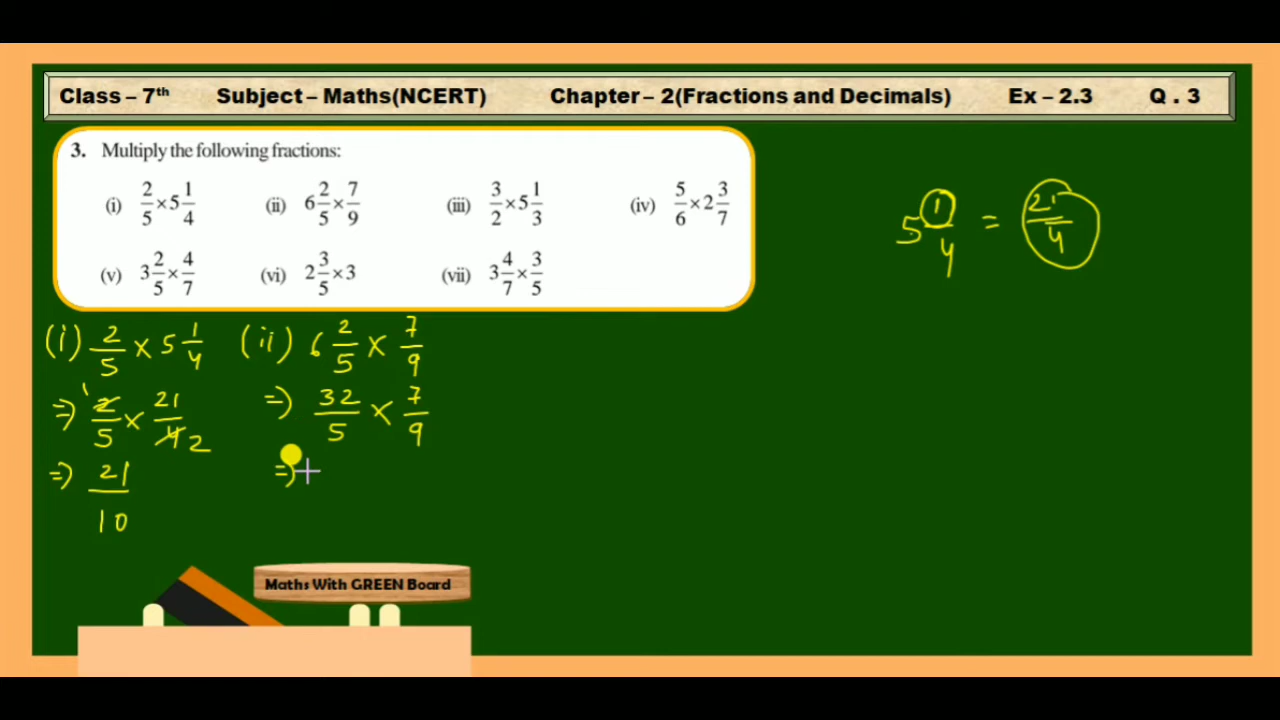 Class – 7th Subject – Maths(NCERT) Chapter – 2(Fractions and Decimals) Ex – 2.3 Q . 3
3. Multiply the following fractions:
(i) 2/5 × 5 1/4 (ii) 6 2/5 × 7/9 (iii) 3/2 × 5 1/3 (iv) 5/6 × 2 3/7
(v) 3 2/5 × 4/7 (vi) 2 3/5 × 3 (vii) 3 4/7 × 3/5
5 1/4 = 21/4
(i) 2/5 × 5 1/4 (ii) 6 2/5 × 7/9
=> 1 2/5 × 21/4 2 => 32/5 × 7/9
=> 21/10 =>
Maths With GREEN Board